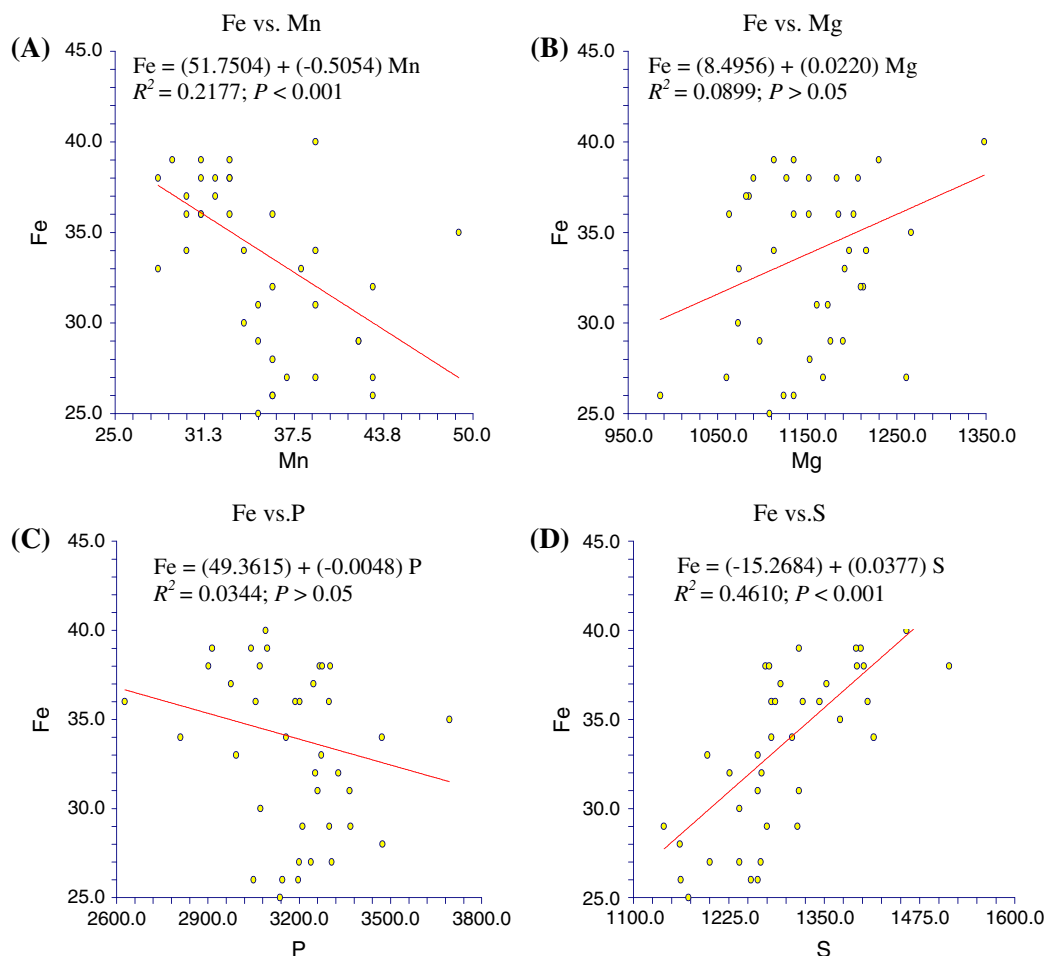 Fe vs. Mn
(A)
45.0
Fe = (51.7504) + (-0.5054) Mn
R² = 0.2177; P < 0.001
40.0
Fe
35.0
30.0
25.0
25.0 31.3 37.5 43.8 50.0
Mn
Fe vs. Mg
(B)
45.0
Fe = (8.4956) + (0.0220) Mg
R² = 0.0899; P > 0.05
40.0
Fe
35.0
30.0
25.0
950.0 1050.0 1150.0 1250.0 1350.0
Mg
Fe vs.P
(C)
45.0
Fe = (49.3615) + (-0.0048) P
R² = 0.0344; P > 0.05
40.0
Fe
35.0
30.0
25.0
2600.0 2900.0 3200.0 3500.0 3800.0
P
Fe vs.S
(D)
45.0
Fe = (-15.2684) + (0.0377) S
R² = 0.4610; P < 0.001
40.0
Fe
35.0
30.0
25.0
1100.0 1225.0 1350.0 1475.0 1600.0
S